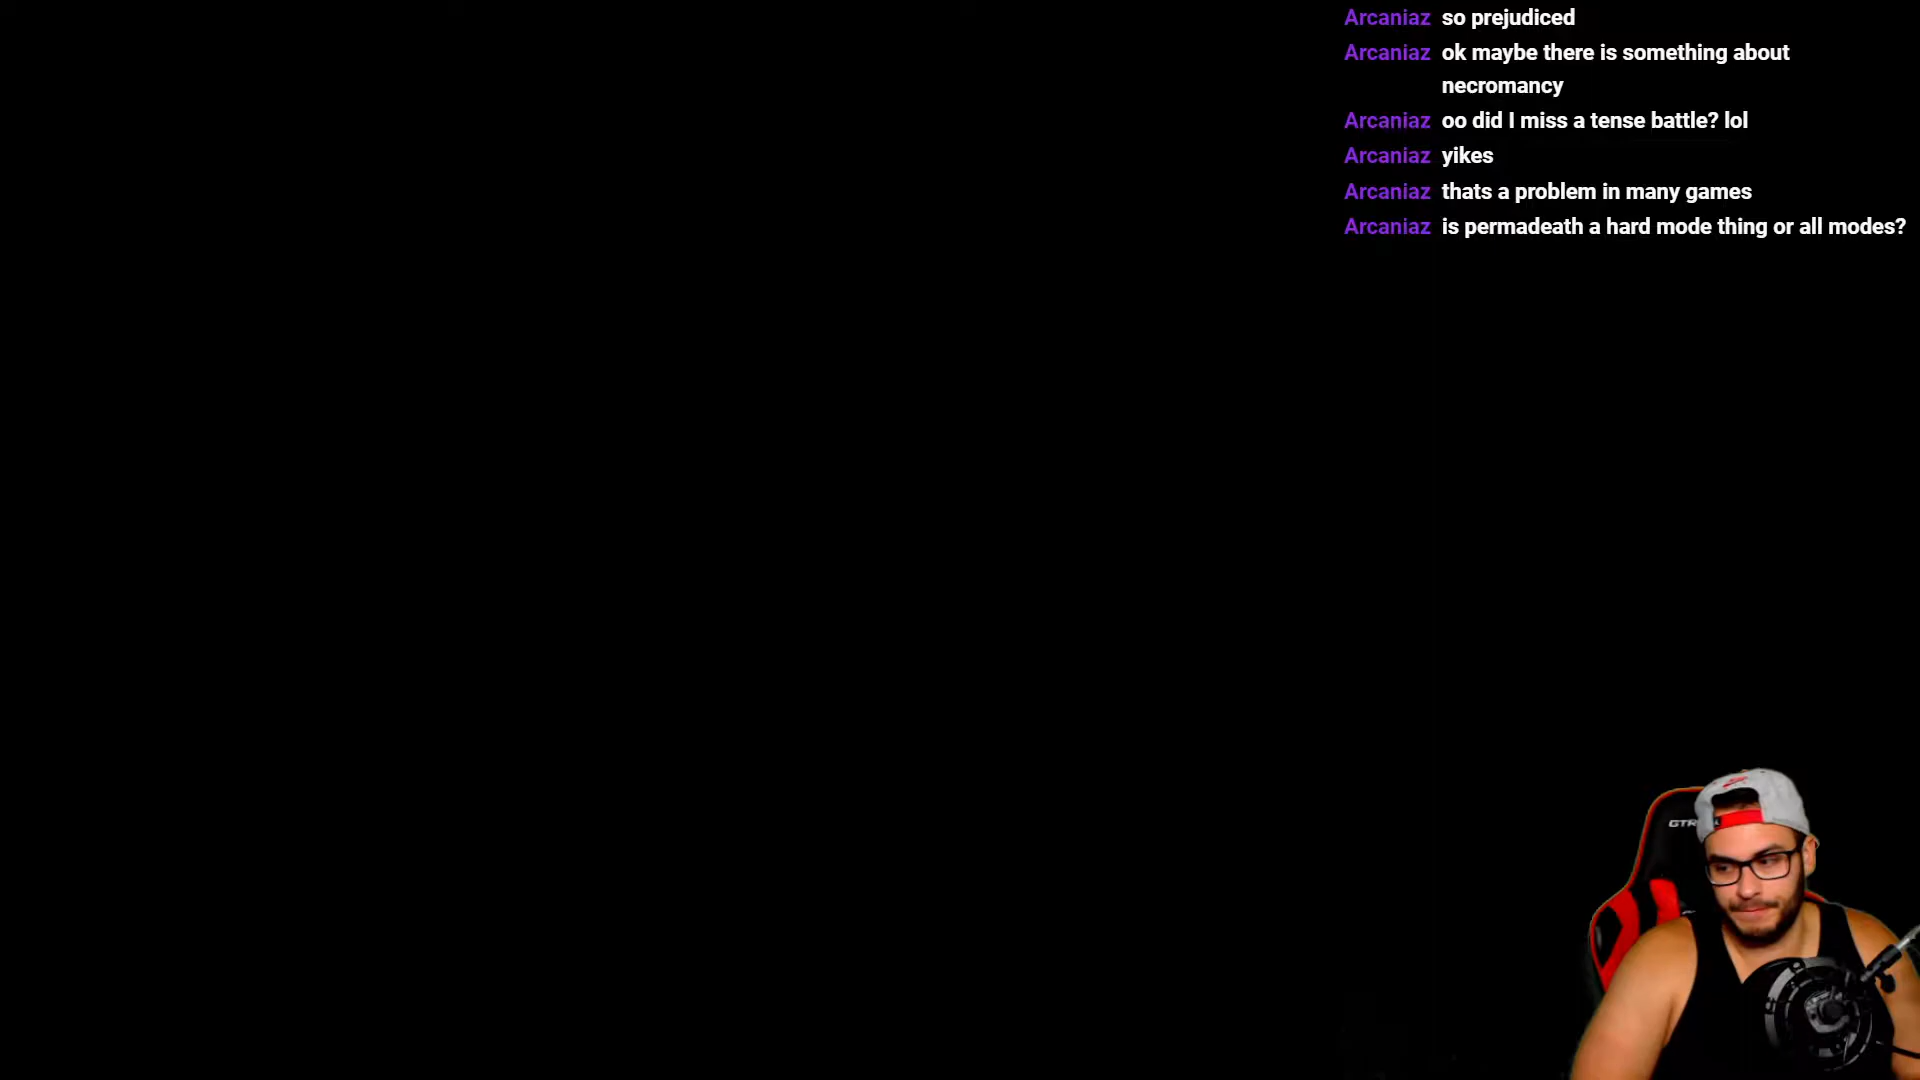 Arcaniaz so prejudiced
Arcaniaz ok maybe there is something about
necromancy
Arcaniaz oo did I miss a tense battle? lol
Arcaniaz yikes
Arcaniaz thats a problem in many games
Arcaniaz is permadeath a hard mode thing or all modes?